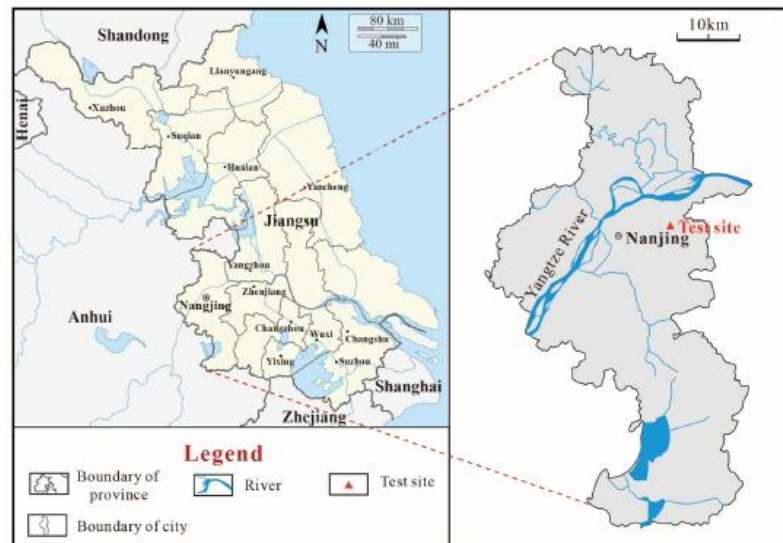 Shandong
80 km
40 mi
N
Lianyungang
Xuzhou
Henai
Suqian
Huaian
Yancheng
Jiangsu
Yangzhou
Zhenjiang
Nangjing
Anhui
Changzhou
Wuxi
Changshu
Yixing
Suzhou
Shanghai
Zhejiang
Legend
Boundary of
province
River
Test site
Boundary of city
10km
Yangtze River
Nanjing
Test site